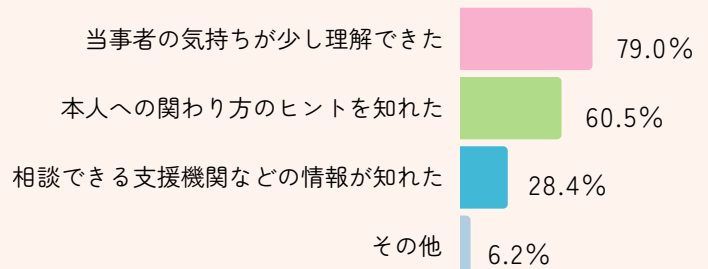 当事者の気持ちが少し理解できた
79.0%
本人への関わり方のヒントを知れた
60.5%
相談できる支援機関などの情報が知れた
28.4%
その他
6.2%